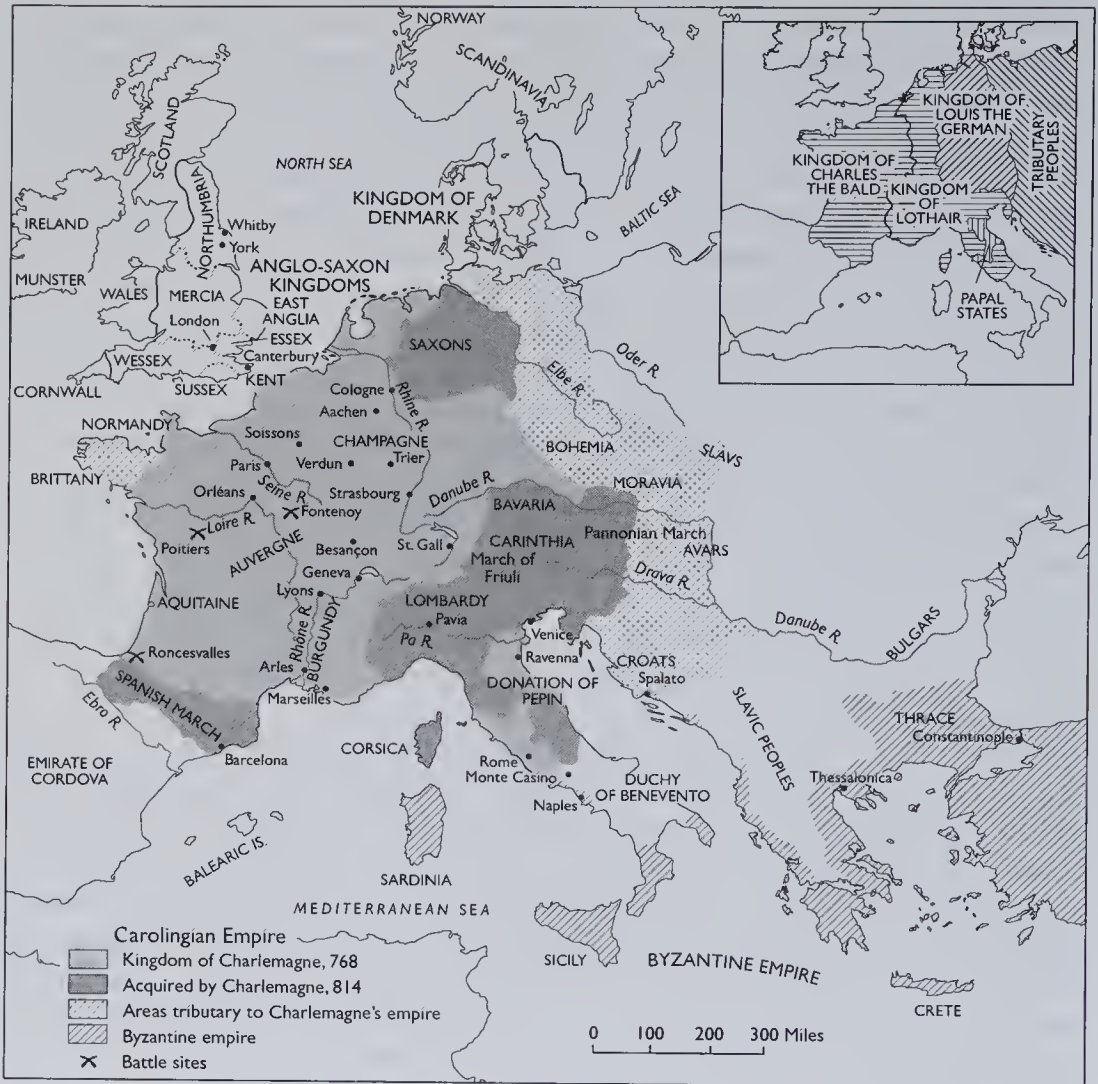 NORWAY
SCANDINAVIA
SCOTLAND
NORTH SEA
BALTIC SEA
KINGDOM OF
DENMARK
IRELAND
NORTHUMBRIA
Whitby
York
MUNSTER
WALES
MERCIA
ANGLO-SAXON
KINGDOMS
EAST
ANGLIA
London
ESSEX
WESSEX
Canterbury
KENT
CORNWALL
SUSSEX
SAXONS
Oder R.
Elbe R.
Cologne
Rhine R.
Aachen
NORMANDY
Soissons
CHAMPAGNE
BOHEMIA
SLAVS
Paris
Verdun
Trier
BRITTANY
Seine R.
MORAVIA
Orléans
Strasbourg
Danube R.
BAVARIA
Fontenoy
Loire R.
Poitiers
AUVERGNE
Besançon
St. Gall
CARINTHIA
March of
Friuli
Pannonian March
AVARS
Drava R.
Geneva
Lyons
AQUITAINE
LOMBARDY
Pavia
Danube R.
BULGARS
Rhône R.
BURGUNDY
Pa R.
Venice
Roncesvalles
Ravenna
CROATS
Spalato
Arles
Marseilles
DONATION OF
PEPIN
SPANISH MARCH
Ebro R.
SLAVIC PEOPLES
THRACE
Constantinople
EMIRATE OF
CORDOVA
Barcelona
CORSICA
Rome
Monte Casino
DUCHY
OF BENEVENTO
Thessalonica
Naples
BALEARIC IS.
SARDINIA
MEDITERRANEAN SEA
SICILY
BYZANTINE EMPIRE
CRETE
KINGDOM OF
LOUIS THE
GERMAN
TRIBUTARY
PEOPLES
KINGDOM OF
CHARLES
THE BALD
KINGDOM
OF
LOTHAIR
PAPAL
STATES
Carolingian Empire
Kingdom of Charlemagne, 768
Acquired by Charlemagne, 814
Areas tributary to Charlemagne's empire
Byzantine empire
Battle sites
0 100 200 300 Miles